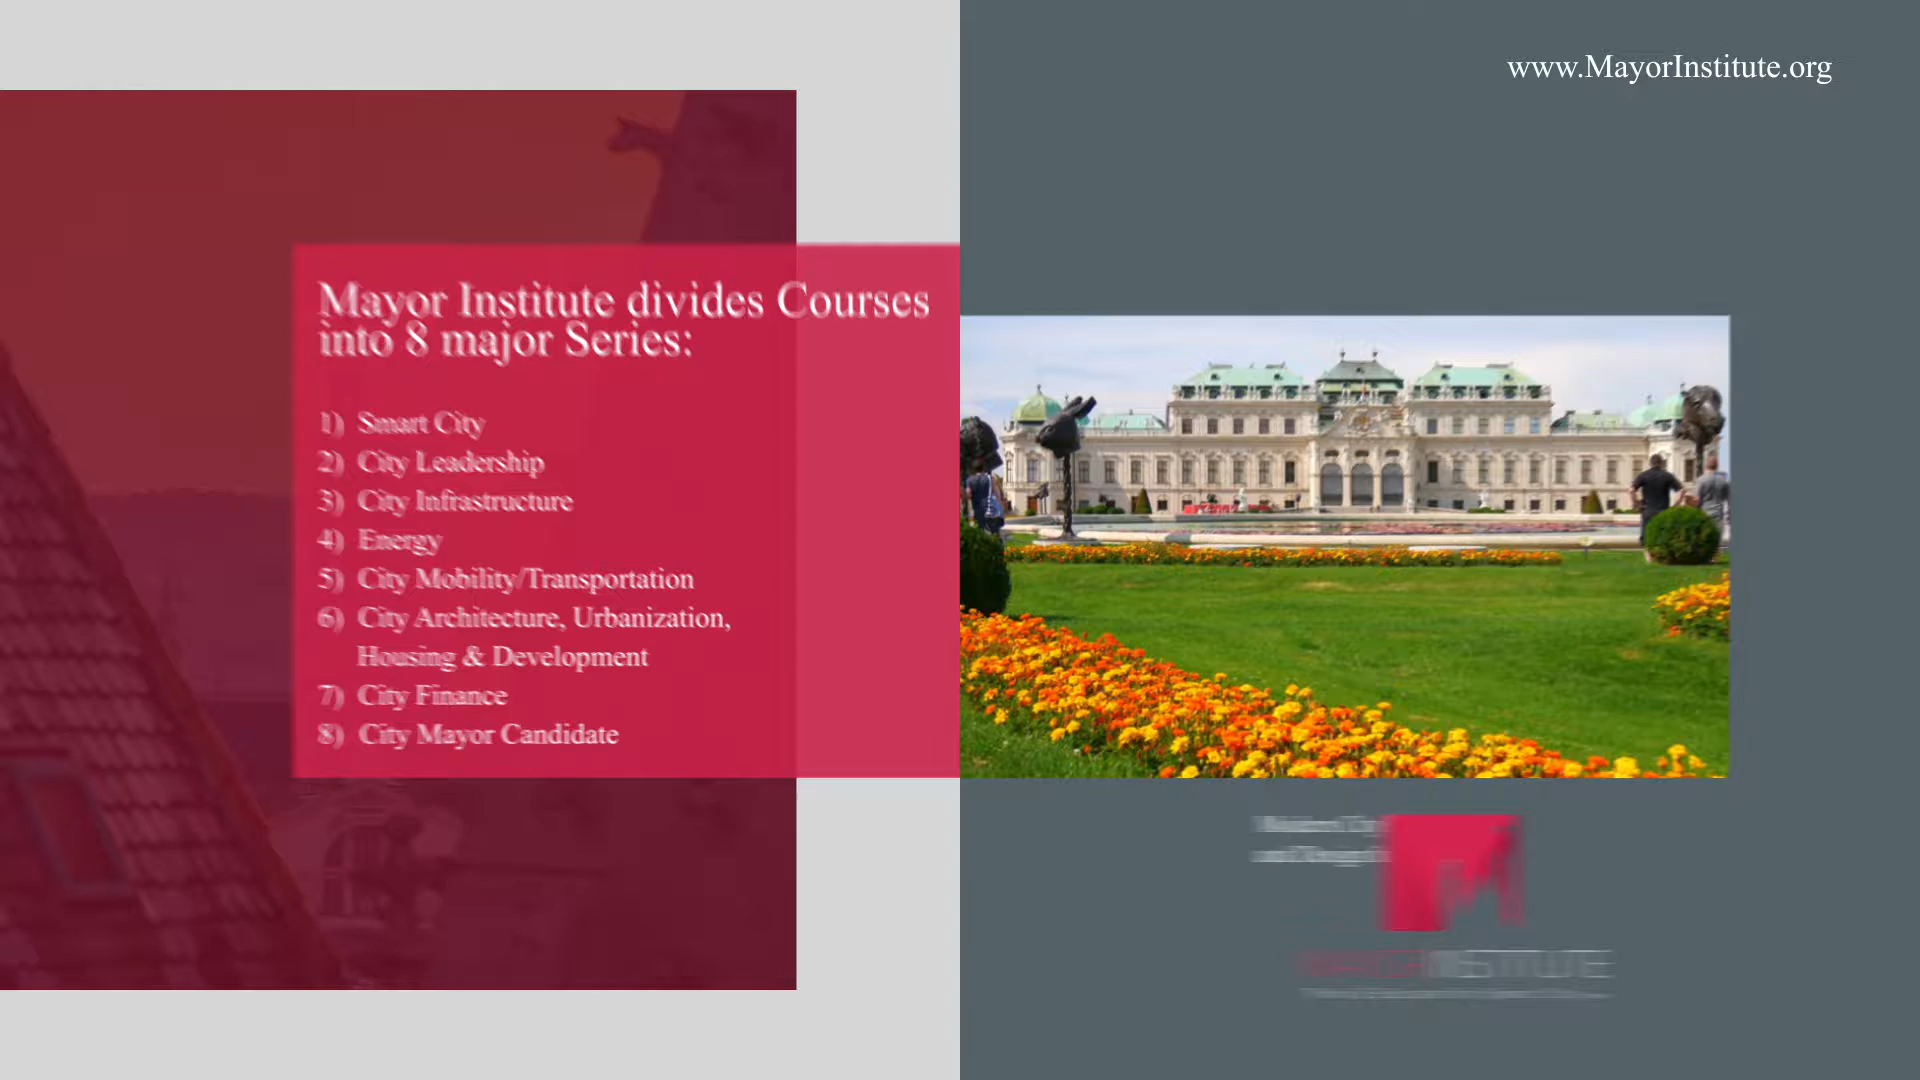 www.MayorInstitute.org
Mayor Institute divides Courses
into 8 major Series:
1) Smart City
2) City Leadership
3) City Infrastructure
4) Energy
5) City Mobility/Transportation
6) City Architecture, Urbanization,
Housing & Development
7) City Finance
8) City Mayor Candidate